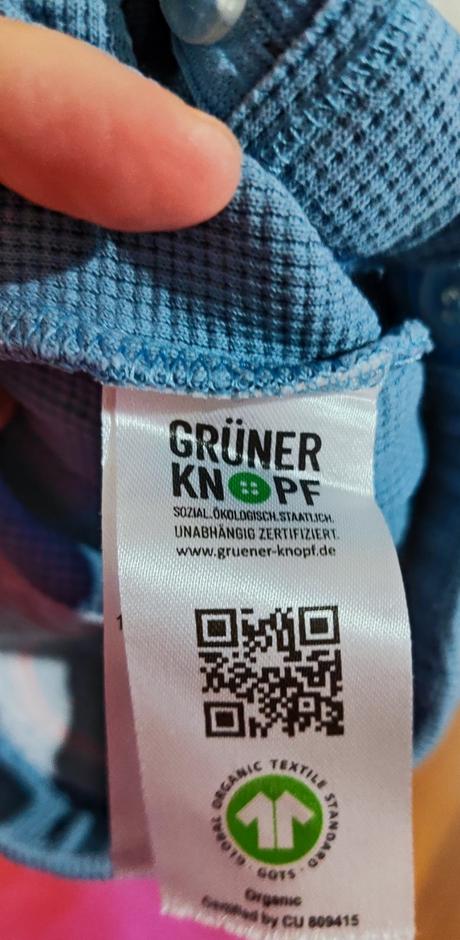 GRÜNER
KNOPF
SOZIAL.ÖKOLOGISCH.STAATLICH.
UNABHÄNGIG ZERTIFIZIERT.
www.gruener-knopf.de
1
GLOBAL ORGANIC TEXTILE STANDARD
· GOTS ·
Organic
certified by CU 809415